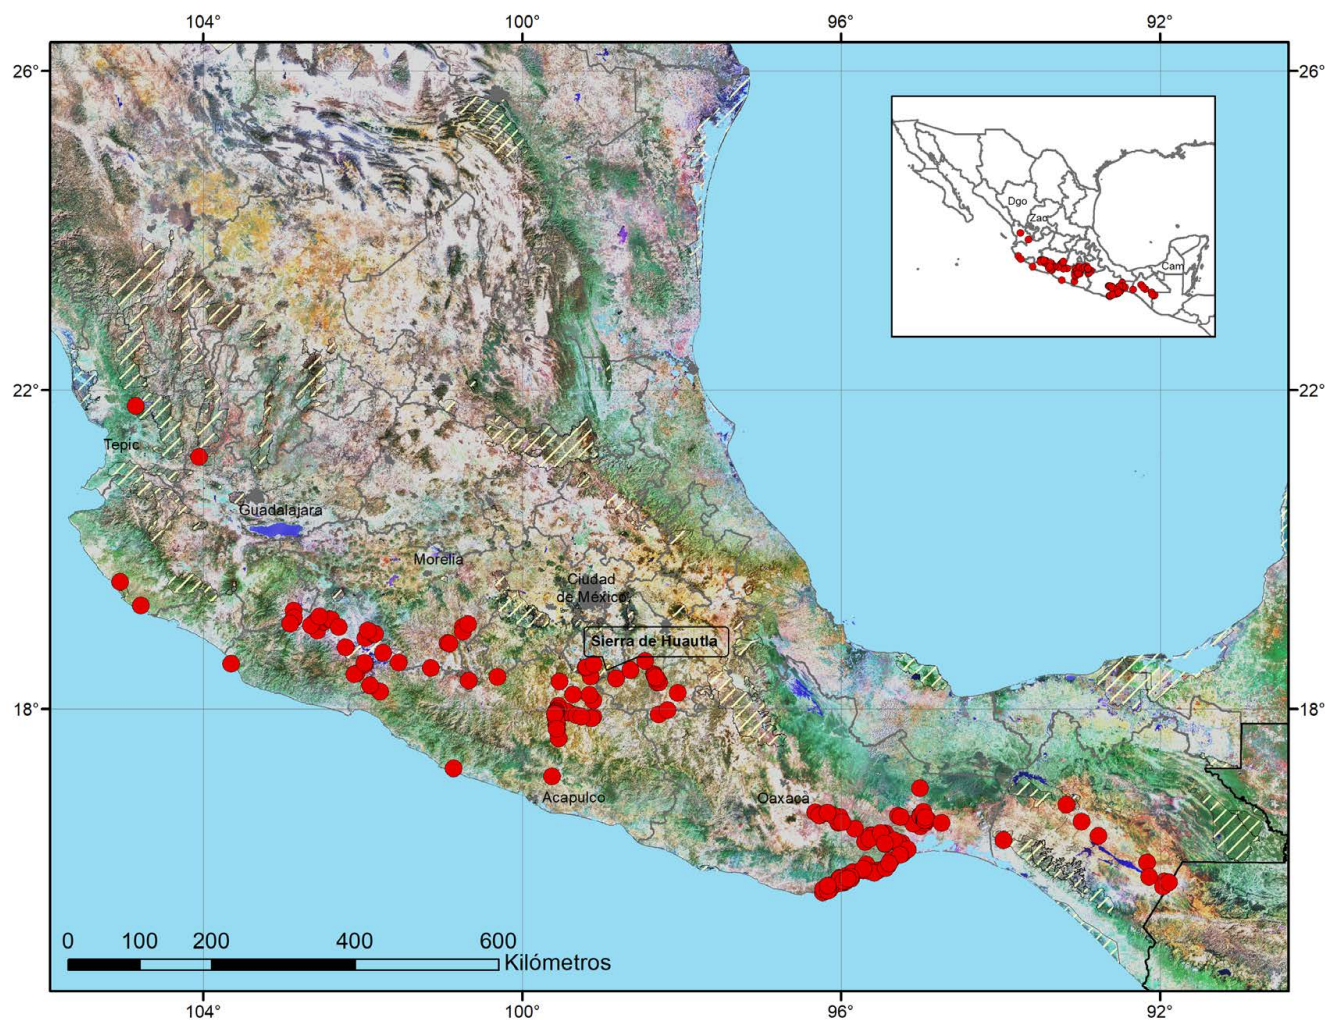 104°
100°
96°
92°
26°
26°
Dgo
Zac
Cam
22°
22°
Tepic
Guadalajara
Morelia
Ciudad
de México
Sierra de Huautla
18°
18°
Acapulco
Oaxaca
0 100 200 400 600
Kilómetros
104°
100°
96°
92°